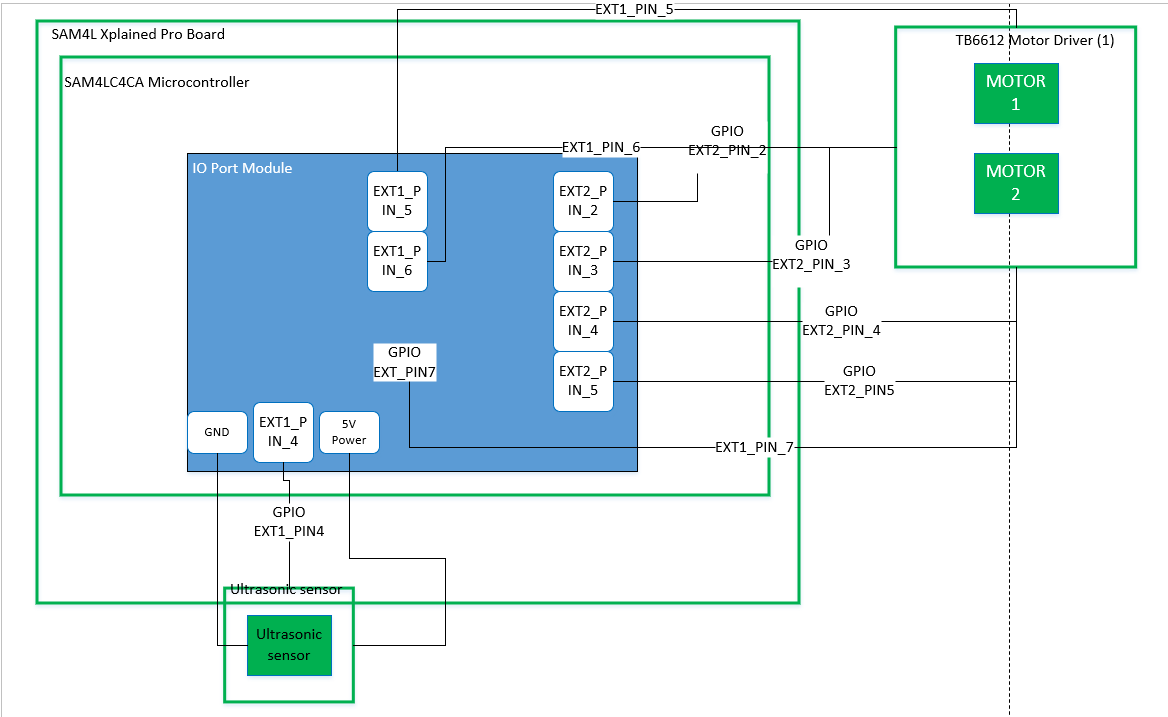 EXT1_PIN_5
SAM4L Xplained Pro Board
TB6612 Motor Driver (1)
SAM4LC4CA Microcontroller
MOTOR
1
GPIO
EXT2_PIN_2
EXT1_PIN_6
IO Port Module
MOTOR
2
EXT1_P
IN_5
EXT2_P
IN_2
EXT1_P
IN_6
EXT2_P
IN_3
GPIO
EXT2_PIN_3
EXT2_P
IN_4
GPIO
EXT2_PIN_4
GPIO
EXT_PIN7
EXT2_P
IN_5
GPIO
EXT2_PIN5
GND
EXT1_P
IN_4
5V
Power
EXT1_PIN_7
GPIO
EXT1_PIN4
Ultrasonic sensor
Ultrasonic
sensor